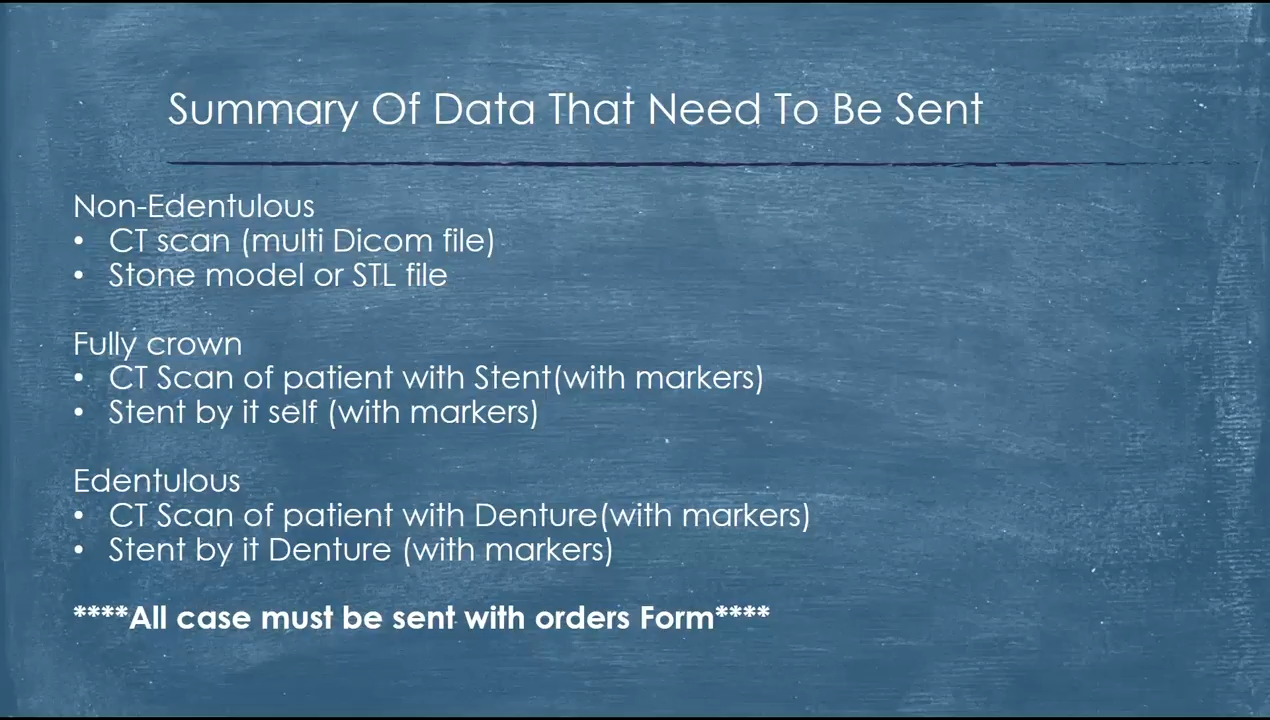 Summary Of Data That Need To Be Sent
Non-Edentulous
• CT scan (multi Dicom file)
• Stone model or STL file
Fully crown
• CT Scan of patient with Stent(with markers)
• Stent by it self (with markers)
Edentulous
• CT Scan of patient with Denture(with markers)
• Stent by it Denture (with markers)
****All case must be sent with orders Form****